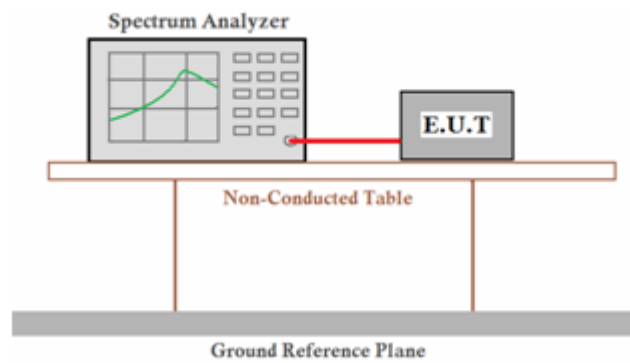 Spectrum Analyzer
E.U.T
Non-Conducted Table
Ground Reference Plane